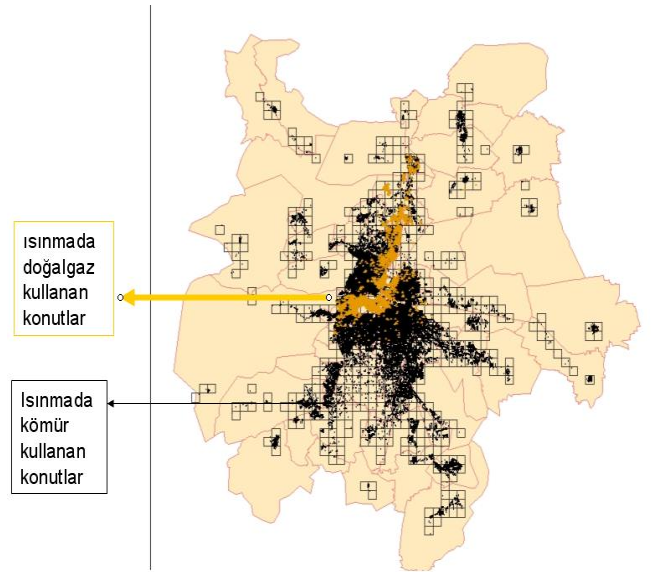 ısınmada
doğalgaz
kullanan
konutlar
Isınmada
kömür
kullanan
konutlar